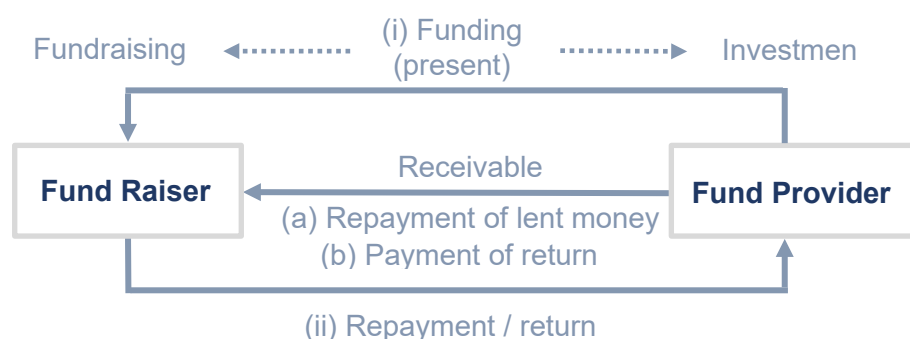 Fundraising
(i) Funding
(present)
Investmen
Fund Raiser
Receivable
Fund Provider
(a) Repayment of lent money
(b) Payment of return
(ii) Repayment / return